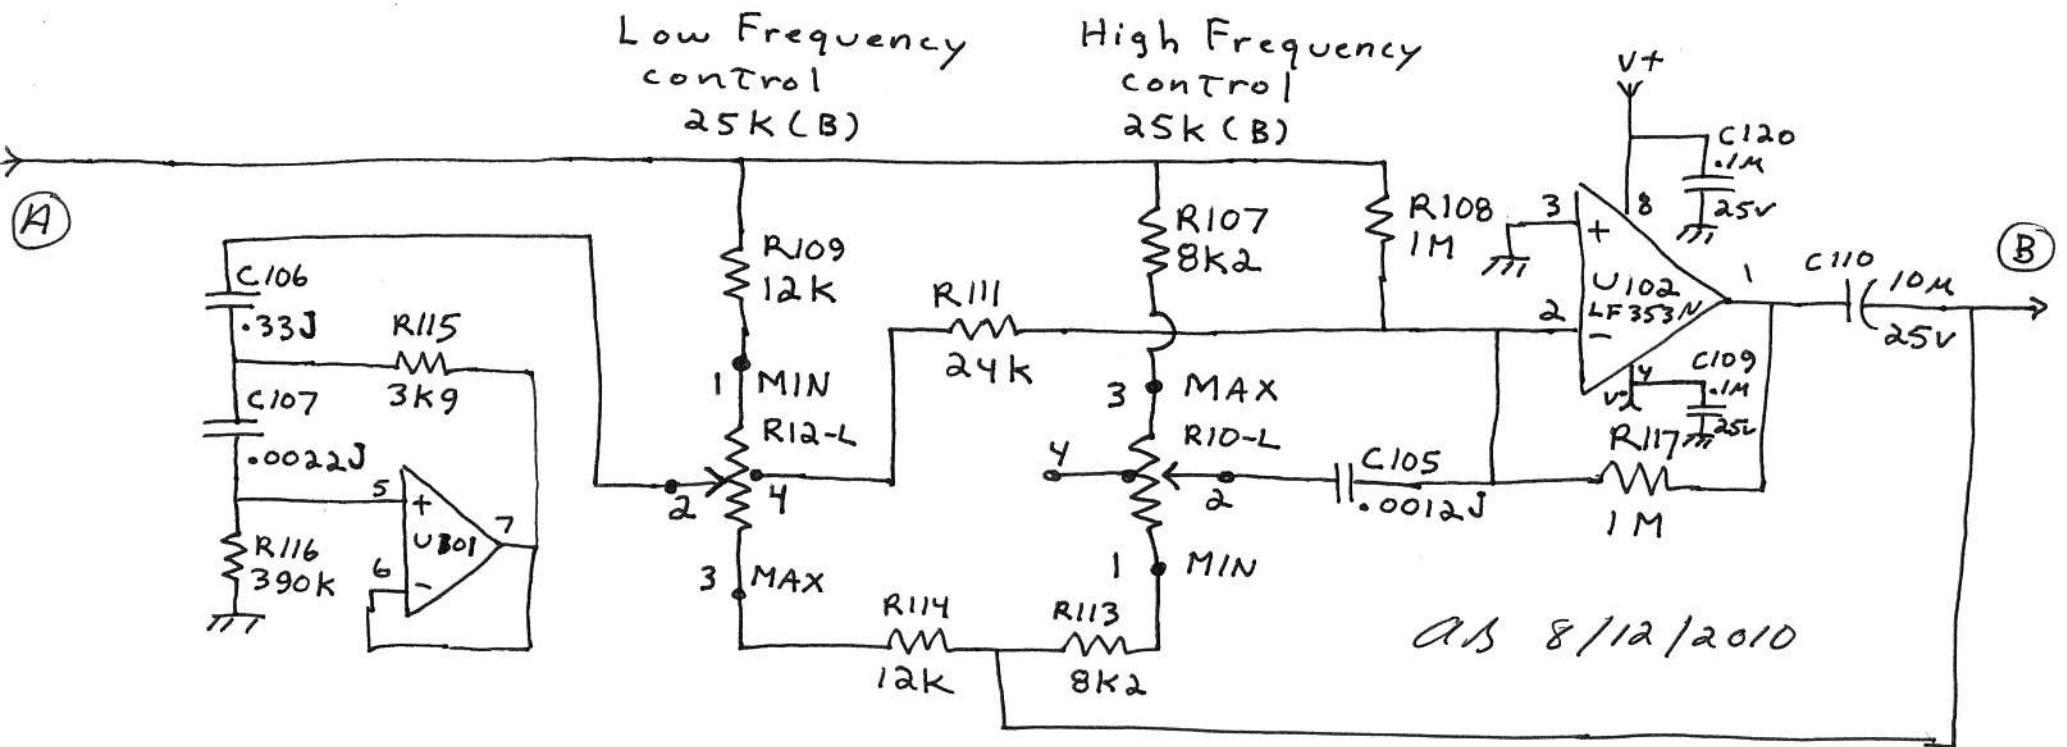 Low Frequency
control
25K (B)
High Frequency
control
25K (B)
V+
C120
.1M
25V
A
R109
12K
R107
8K2
R108
1M
3
+
8
U102
LF353N
1
2
-
4
V-
C110
10M
25V
B
C106
.33J
R115
3K9
C107
.0022J
R111
24K
C109
.1M
25V
1 MIN
R12-L
2
4
3 MAX
3 MAX
R10-L
4
2
1 MIN
C105
.0012J
R117
1M
5
+
U301
7
6
-
R116
390K
R114
12K
R113
8K2
8/12/2010